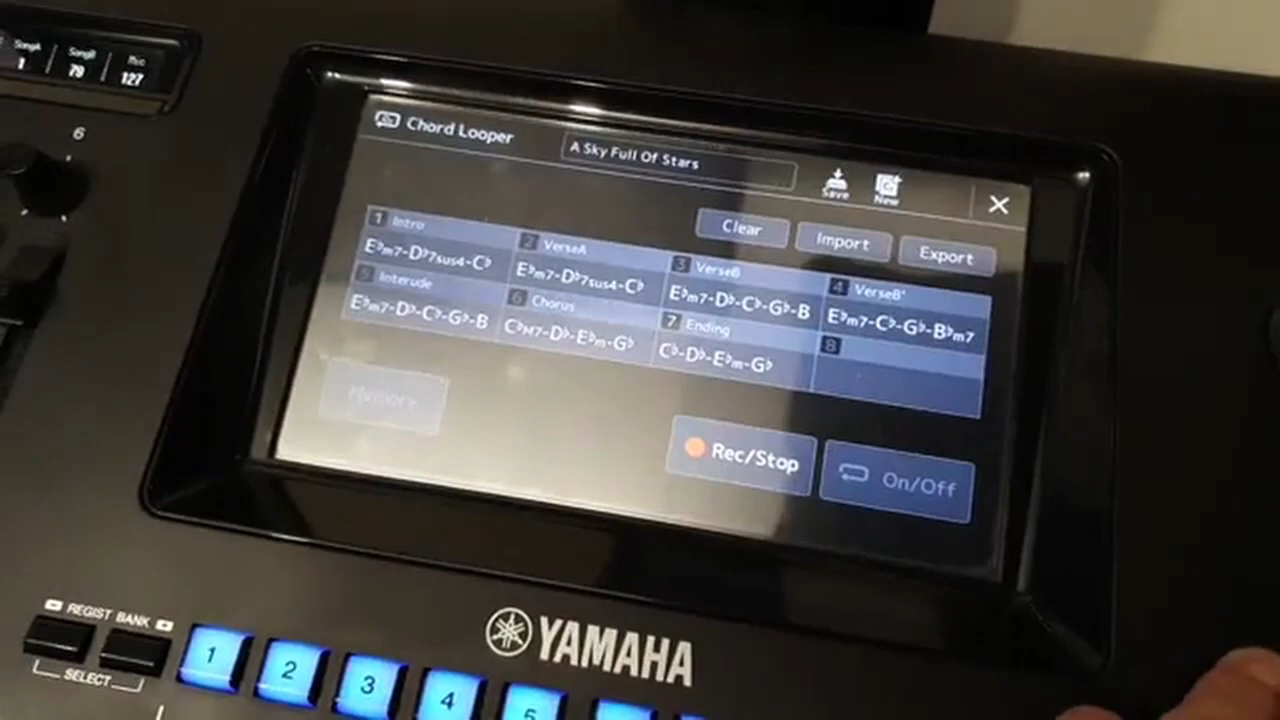 SongA SongB Rec
1 79 127
6
Chord Looper
A Sky Full Of Stars
Save New
Clear Import Export
1 Intro
E♭m7-D♭7sus4-C♭
2 VerseA
E♭m7-D♭7sus4-C♭
3 VerseB
E♭m7-D♭-C♭-G♭-B
4 VerseB'
E♭m7-C♭-G♭-B♭m7
5 Interude
E♭m7-D♭-C♭-G♭-B
6 Chorus
C♭M7-D♭-E♭m-G♭
7 Ending
C♭-D♭-E♭m-G♭
8
Memory
Rec/Stop
On/Off
REGIST BANK
SELECT
YAMAHA
1 2 3 4 5